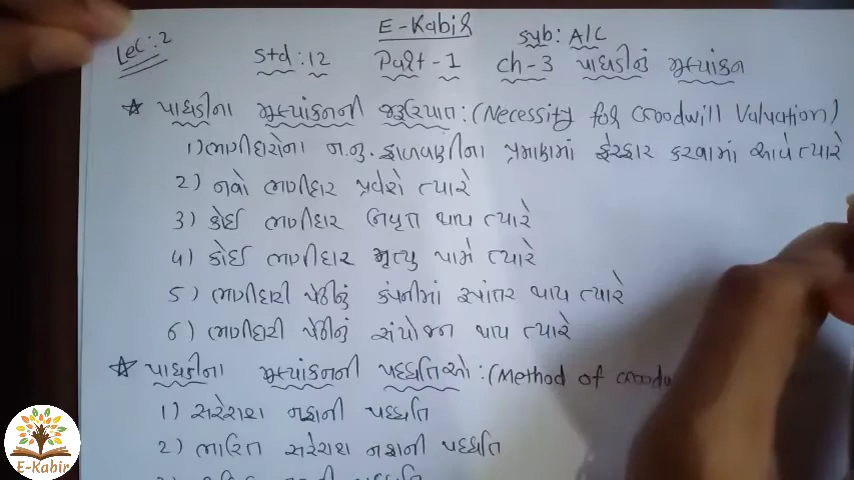 E-Kabir
Lec:2
Std:12 Part-1 Sub: A/C
Ch-3 પાઘડીનું મૂલ્યાંકન
☆ પાઘડીના મૂલ્યાંકનની જરૂરિયાત: (Necessity for Goodwill Valuation)
1) ભાગીદારોના ન.નુ. ફાળવણીના પ્રમાણમાં ફેરફાર કરવામાં આવે ત્યારે
2) નવો ભાગીદાર પ્રવેશે ત્યારે
3) કોઈ ભાગીદાર નિવૃત્ત થાય ત્યારે
4) કોઈ ભાગીદાર મૃત્યુ પામે ત્યારે
5) ભાગીદારી પેઢીનું કંપનીમાં રૂપાંતર થાય ત્યારે
6) ભાગીદારી પેઢીનું સંયોજન થાય ત્યારે
☆ પાઘડીના મૂલ્યાંકનની પદ્ધતિઓ: (Method of
1) સરેરાશ નફાની પદ્ધતિ
2) ભારિત સરેરાશ નફાની પદ્ધતિ
E-Kabir